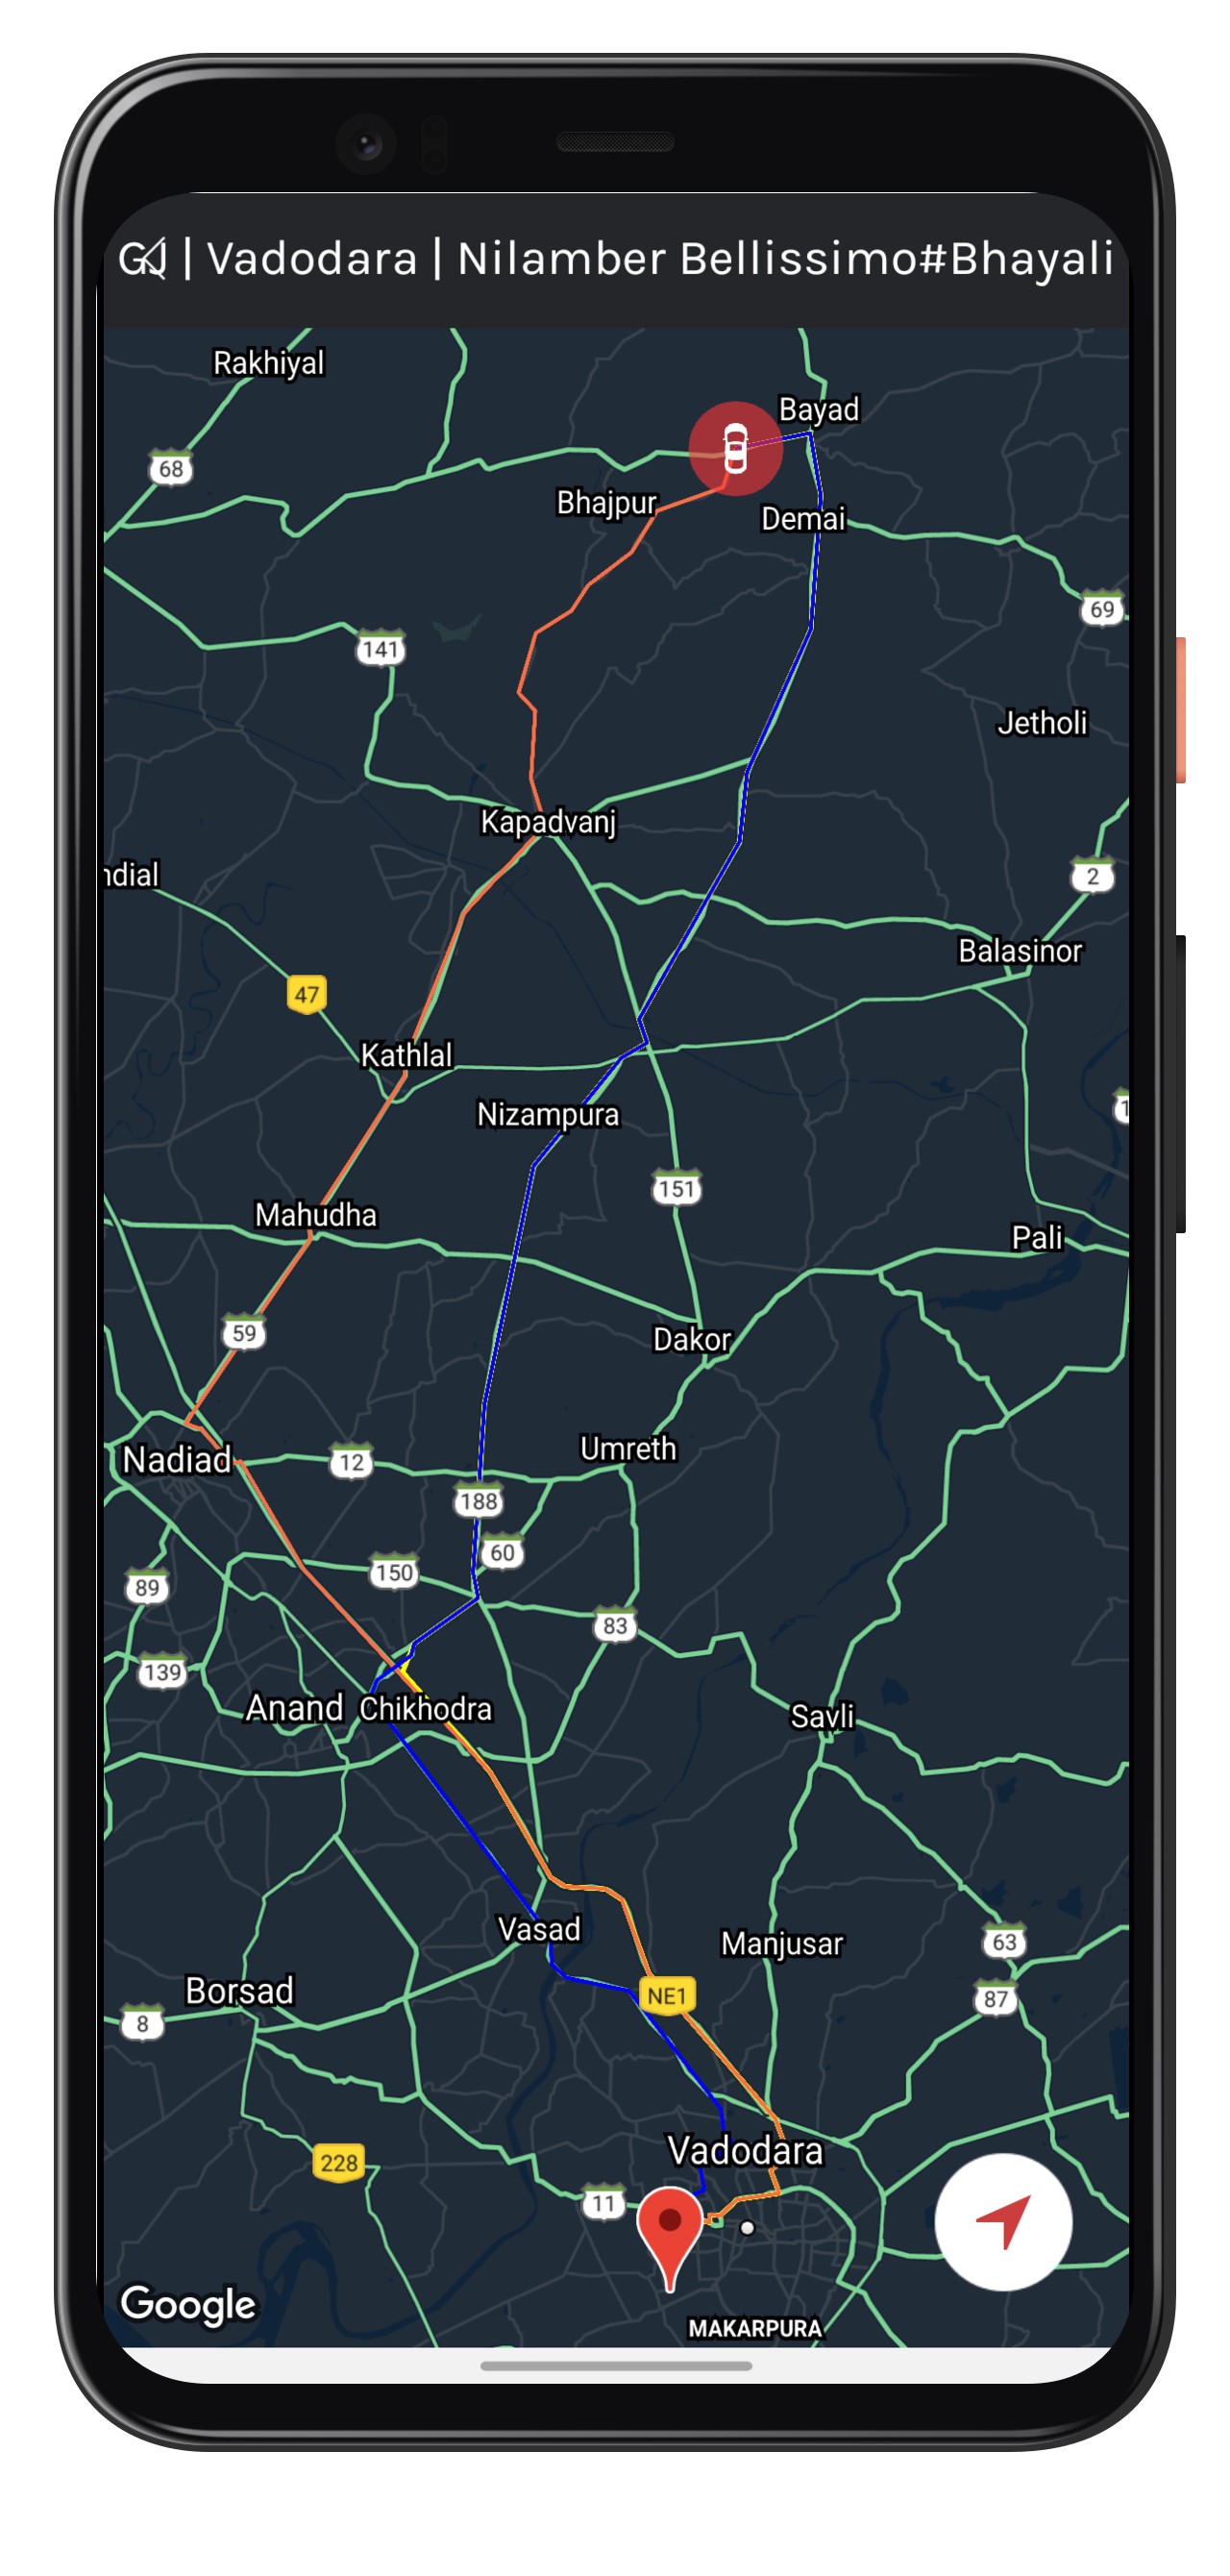 GJ | Vadodara | Nilamber Bellissimo#Bhayali
Rakhiyal
Bayad
68
Bhajpur
Demai
69
141
Jetholi
Kapadvanj
ndial
2
Balasinor
47
Kathlal
Nizampura
1
151
Mahudha
Pali
59
Dakor
Umreth
Nadiad
12
188
60
150
89
83
139
Anand
Chikhodra
Savli
Vasad
Manjusar
63
Borsad
NE1
87
8
Vadodara
228
11
Google
MAKARPURA